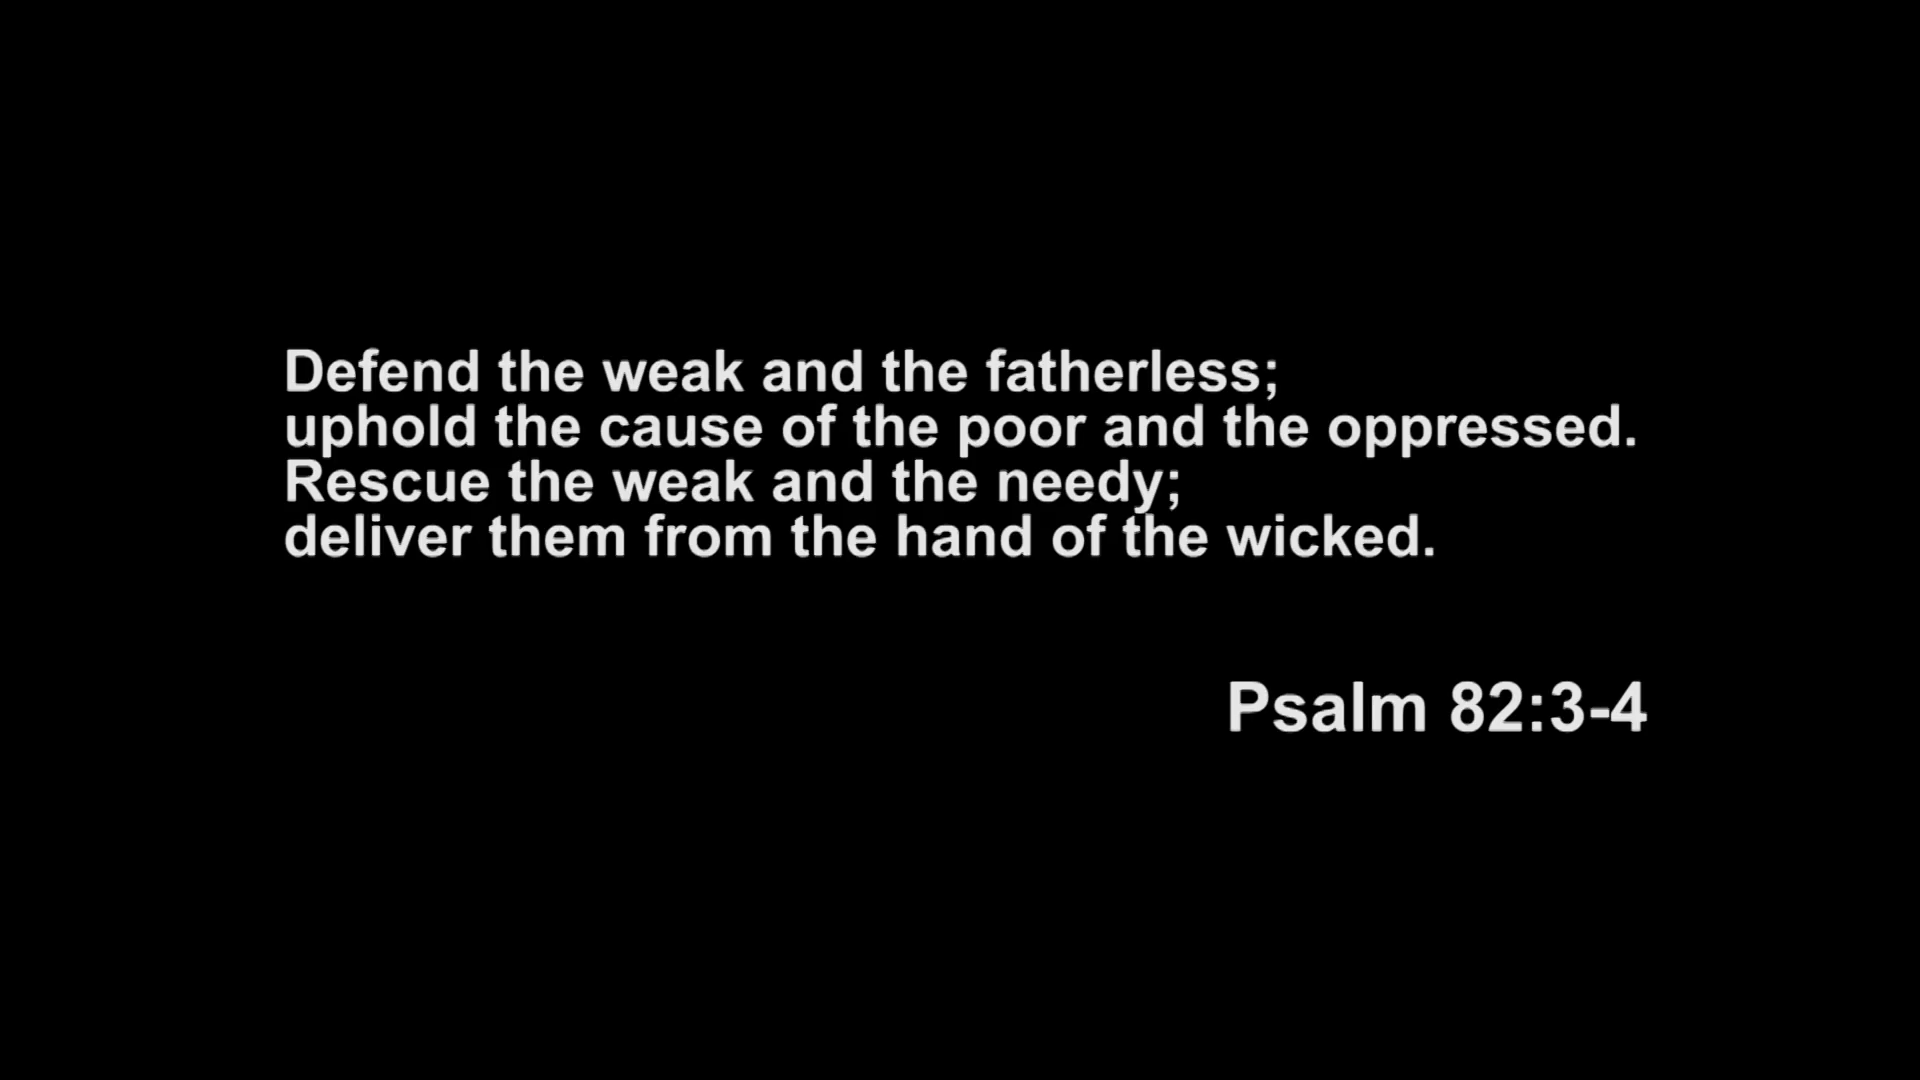 Defend the weak and the fatherless;
uphold the cause of the poor and the oppressed.
Rescue the weak and the needy;
deliver them from the hand of the wicked.
Psalm 82:3-4